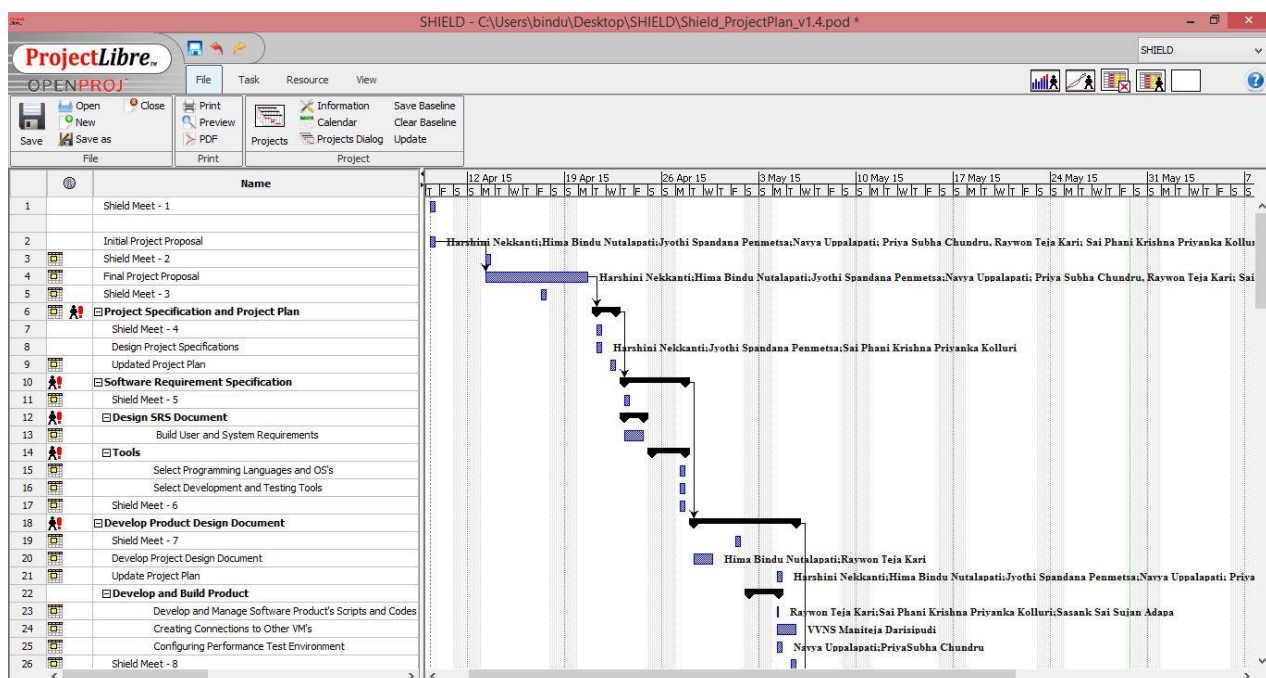 SHIELD - C:\Users\bindu\Desktop\SHIELD\Shield_ProjectPlan_v1.4.pod *
ProjectLibre
SHIELD
OPENPROJ
File Task Resource View
Save
Open
New
Save as
Close
File
Print
Preview
PDF
Print
Projects
Information
Calendar
Projects Dialog
Save Baseline
Clear Baseline
Update
Project
Name
12 Apr 15 19 Apr 15 26 Apr 15 3 May 15 10 May 15 17 May 15 24 May 15 31 May 15 7
T F S S M T W T F S S M T W T F S S M T W T F S S M T W T F S S M T W T F S S M T W T F S S M T W T F S S M T W T F S S
1 Shield Meet - 1
2 Initial Project Proposal Harshini Nekkanti;Hima Bindu Nutalapati;Jyothi Spandana Penmetsa;Navya Uppalapati; Priya Subha Chundru, Raywon Teja Kari; Sai Phani Krishna Priyanka Kollur
3 Shield Meet - 2
4 Final Project Proposal Harshini Nekkanti;Hima Bindu Nutalapati;Jyothi Spandana Penmetsa;Navya Uppalapati; Priya Subha Chundru, Raywon Teja Kari; Sai
5 Shield Meet - 3
6 Project Specification and Project Plan
7 Shield Meet - 4
8 Design Project Specifications Harshini Nekkanti;Jyothi Spandana Penmetsa;Sai Phani Krishna Priyanka Kolluri
9 Updated Project Plan
10 Software Requirement Specification
11 Shield Meet - 5
12 Design SRS Document
13 Build User and System Requirements
14 Tools
15 Select Programming Languages and OS's
16 Select Development and Testing Tools
17 Shield Meet - 6
18 Develop Product Design Document
19 Shield Meet - 7
20 Develop Project Design Document Hima Bindu Nutalapati;Raywon Teja Kari
21 Update Project Plan Harshini Nekkanti;Hima Bindu Nutalapati;Jyothi Spandana Penmetsa;Navya Uppalapati; Priya
22 Develop and Build Product
23 Develop and Manage Software Product's Scripts and Codes Raywon Teja Kari;Sai Phani Krishna Priyanka Kolluri;Sasank Sai Sujan Adapa
24 Creating Connections to Other VM's VVNS Maniteja Darisipudi
25 Configuring Performance Test Environment Navya Uppalapati;PriyaSubha Chundru
26 Shield Meet - 8